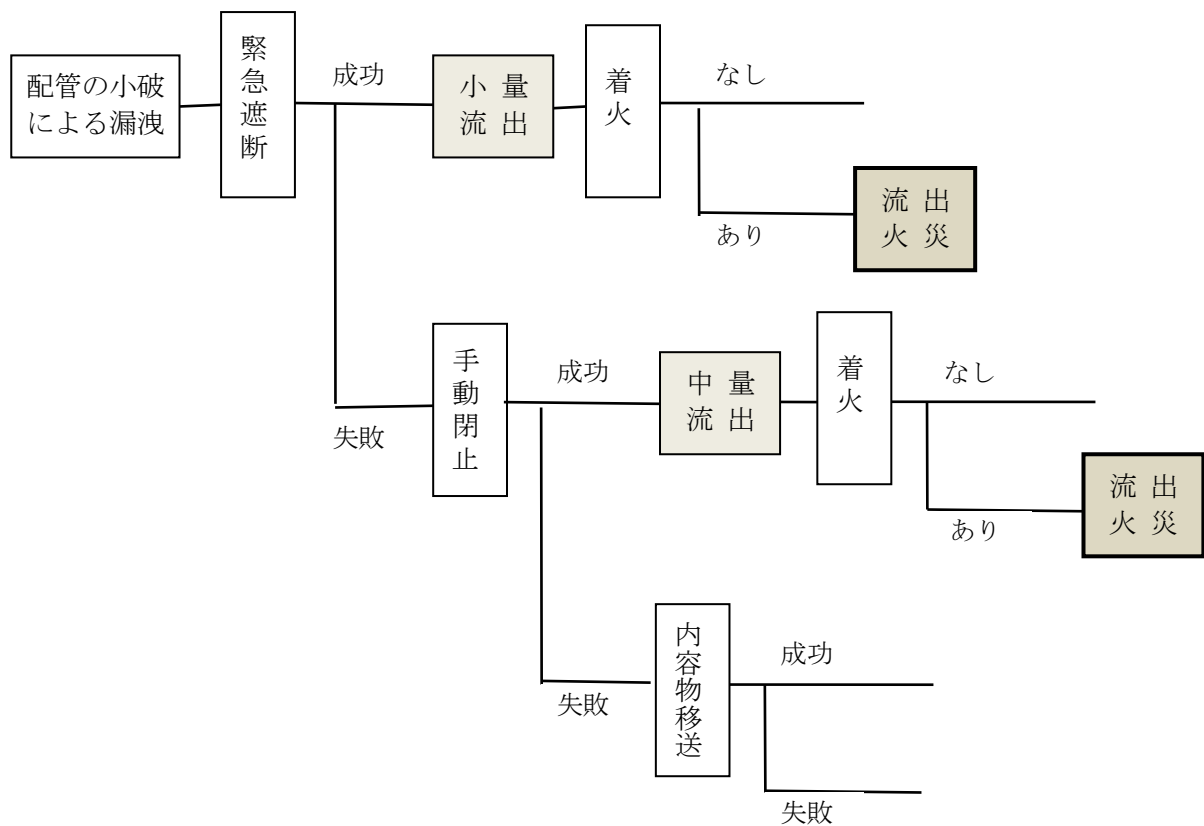 配管の小破
による漏洩
緊急遮断
成功
小量
流出
着火
なし
あり
流出
火災
失敗
手動閉止
成功
中量
流出
着火
なし
あり
流出
火災
失敗
内容物移送
成功
失敗